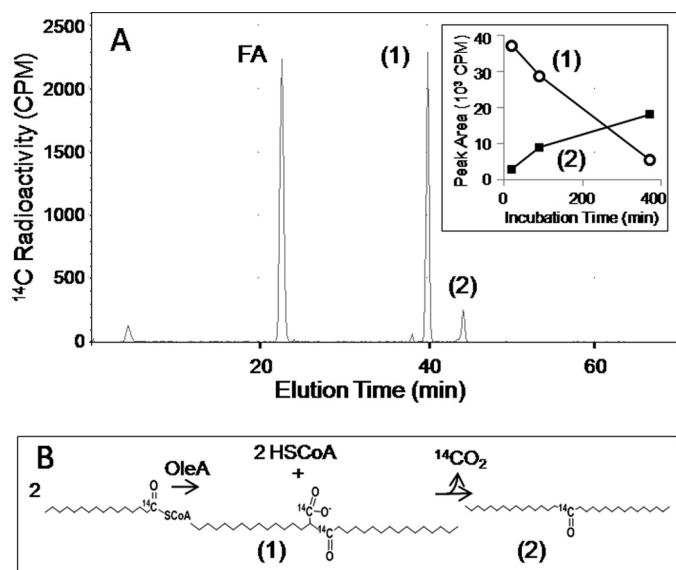 A
FA
(1)
(2)
2500
2000
1500
1000
500
0
¹⁴C Radioactivity (CPM)
20
40
60
Elution Time (min)
40
30
20
10
0
Peak Area (10³ CPM)
(1)
(2)
0
200
400
Incubation Time (min)
B
2 HSCoA
¹⁴CO₂
2
O
¹⁴C
SCoA
OleA
+
O
¹⁴C
O⁻
¹⁴C
O
(1)
¹⁴C
O
(2)